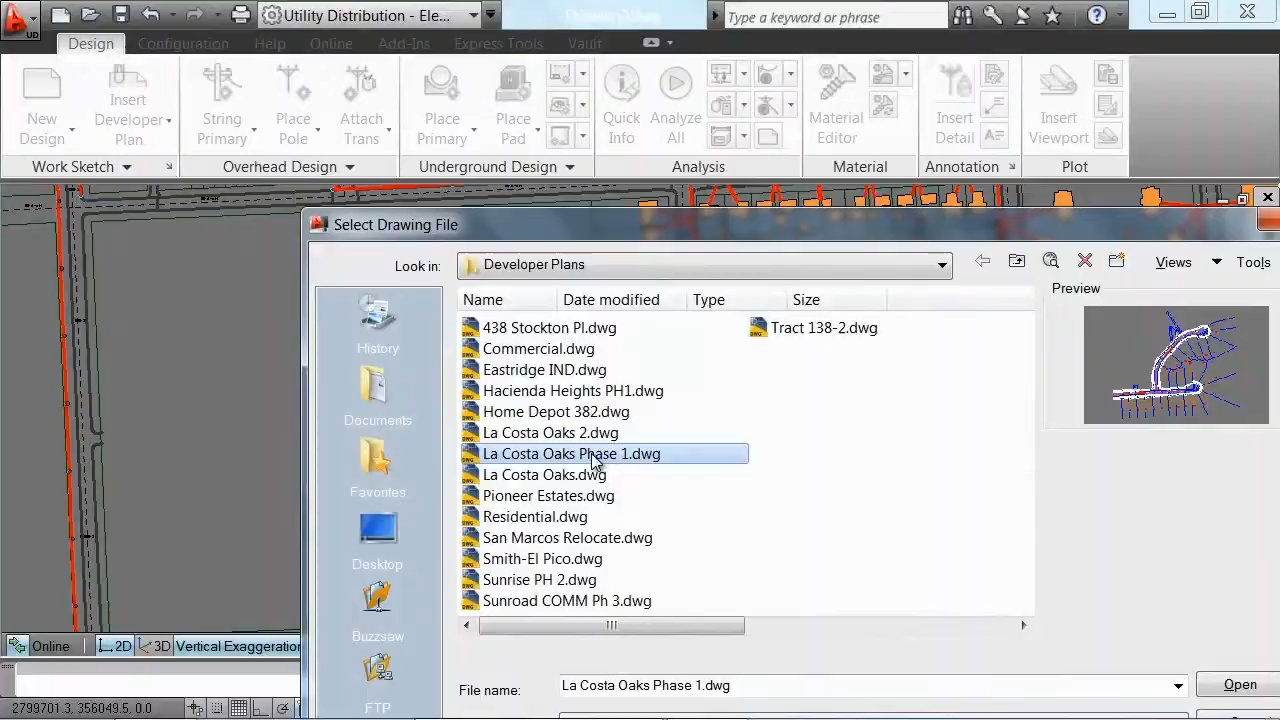 UD
Utility Distribution - Ele...
Drawing3.dwg
Type a keyword or phrase
Design
Configuration
Help
Online
Add-Ins
Express Tools
Vault
New Design
Insert Developer Plan
String Primary
Place Pole
Attach Trans
Place Primary
Place Pad
Quick Info
Analyze All
Material Editor
Insert Detail
Insert Viewport
Work Sketch
Overhead Design
Underground Design
Analysis
Material
Annotation
Plot
Select Drawing File
Look in:
Developer Plans
Views
Tools
Name
Date modified
Type
Size
Preview
History
Documents
Favorites
Desktop
Buzzsaw
FTP
438 Stockton Pl.dwg
Commercial.dwg
Eastridge IND.dwg
Hacienda Heights PH1.dwg
Home Depot 382.dwg
La Costa Oaks 2.dwg
La Costa Oaks Phase 1.dwg
La Costa Oaks.dwg
Pioneer Estates.dwg
Residential.dwg
San Marcos Relocate.dwg
Smith-El Pico.dwg
Sunrise PH 2.dwg
Sunroad COMM Ph 3.dwg
Tract 138-2.dwg
File name:
La Costa Oaks Phase 1.dwg
Open
Online
2D
3D
Vertical Exaggeration
2799701.3, 356049.5, 0.0